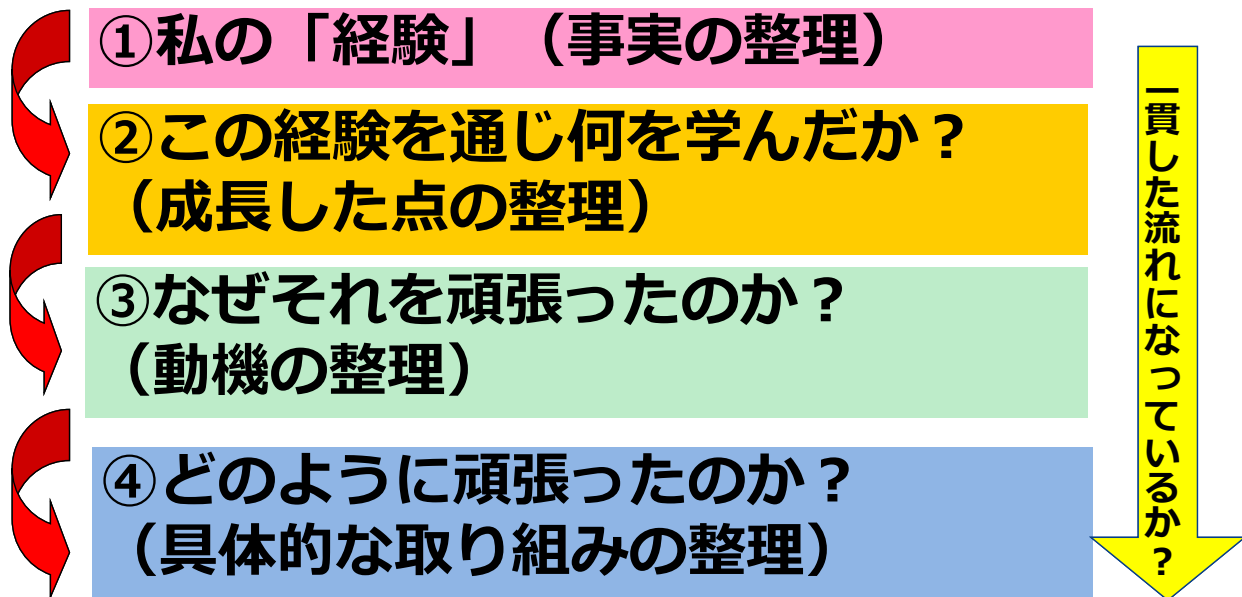 ①私の「経験」（事実の整理）
②この経験を通じ何を学んだか？
（成長した点の整理）
③なぜそれを頑張ったのか？
（動機の整理）
④どのように頑張ったのか？
（具体的な取り組みの整理）
一貫した流れになっているか？